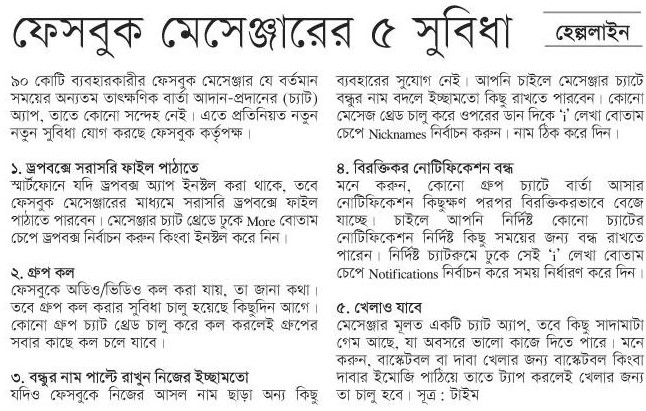 ফেসবুক মেসেঞ্জারের ৫ সুবিধা
হেল্পলাইন
৯০ কোটি ব্যবহারকারীর ফেসবুক মেসেঞ্জার যে বর্তমান
সময়ের অন্যতম তাৎক্ষণিক বার্তা আদান-প্রদানের (চ্যাট)
অ্যাপ, তাতে কোনো সন্দেহ নেই। এতে প্রতিনিয়ত নতুন
নতুন সুবিধা যোগ করছে ফেসবুক কর্তৃপক্ষ।
১. ড্রপবক্সে সরাসরি ফাইল পাঠাতে
স্মার্টফোনে যদি ড্রপবক্স অ্যাপ ইনস্টল করা থাকে, তবে
ফেসবুক মেসেঞ্জারের মাধ্যমে সরাসরি ড্রপবক্সে ফাইল
পাঠাতে পারবেন। মেসেঞ্জার চ্যাট থ্রেডে ঢুকে More বোতাম
চেপে ড্রপবক্স নির্বাচন করুন কিংবা ইনস্টল করে নিন।
২. গ্রুপ কল
ফেসবুকে অডিও/ভিডিও কল করা যায়, তা জানা কথা।
তবে গ্রুপ কল করার সুবিধা চালু হয়েছে কিছুদিন আগে।
কোনো গ্রুপ চ্যাট থ্রেড চালু করে কল করলেই গ্রুপের
সবার কাছে কল চলে যাবে।
৩. বন্ধুর নাম পাল্টে রাখুন নিজের ইচ্ছামতো
যদিও ফেসবুকে নিজের আসল নাম ছাড়া অন্য কিছু
ব্যবহারের সুযোগ নেই। আপনি চাইলে মেসেঞ্জার চ্যাটে
বন্ধুর নাম বদলে ইচ্ছামতো কিছু রাখতে পারবেন। কোনো
মেসেজ থ্রেড চালু করে ওপরের ডান দিকে ‘i’ লেখা বোতাম
চেপে Nicknames নির্বাচন করুন। নাম ঠিক করে দিন।
৪. বিরক্তিকর নোটিফিকেশন বন্ধ
মনে করুন, কোনো গ্রুপ চ্যাটে বার্তা আসার
নোটিফিকেশন কিছুক্ষণ পরপর বিরক্তিকরভাবে বেজে
যাচ্ছে। চাইলে আপনি নির্দিষ্ট কোনো চ্যাটের
নোটিফিকেশন নির্দিষ্ট কিছু সময়ের জন্য বন্ধ রাখতে
পারেন। নির্দিষ্ট চ্যাটরুমে ঢুকে সেই ‘i’ লেখা বোতাম
চেপে Notifications নির্বাচন করে সময় নির্ধারণ করে দিন।
৫. খেলাও যাবে
মেসেঞ্জার মূলত একটি চ্যাট অ্যাপ, তবে কিছু সাদামাটা
গেম আছে, যা অবসরে ভালো কাজে দিতে পারে। মনে
করুন, বাস্কেটবল বা দাবা খেলার জন্য বাস্কেটবল কিংবা
দাবার ইমোজি পাঠিয়ে তাতে ট্যাপ করলেই খেলার জন্য
তা চালু হবে। সূত্র : টাইম